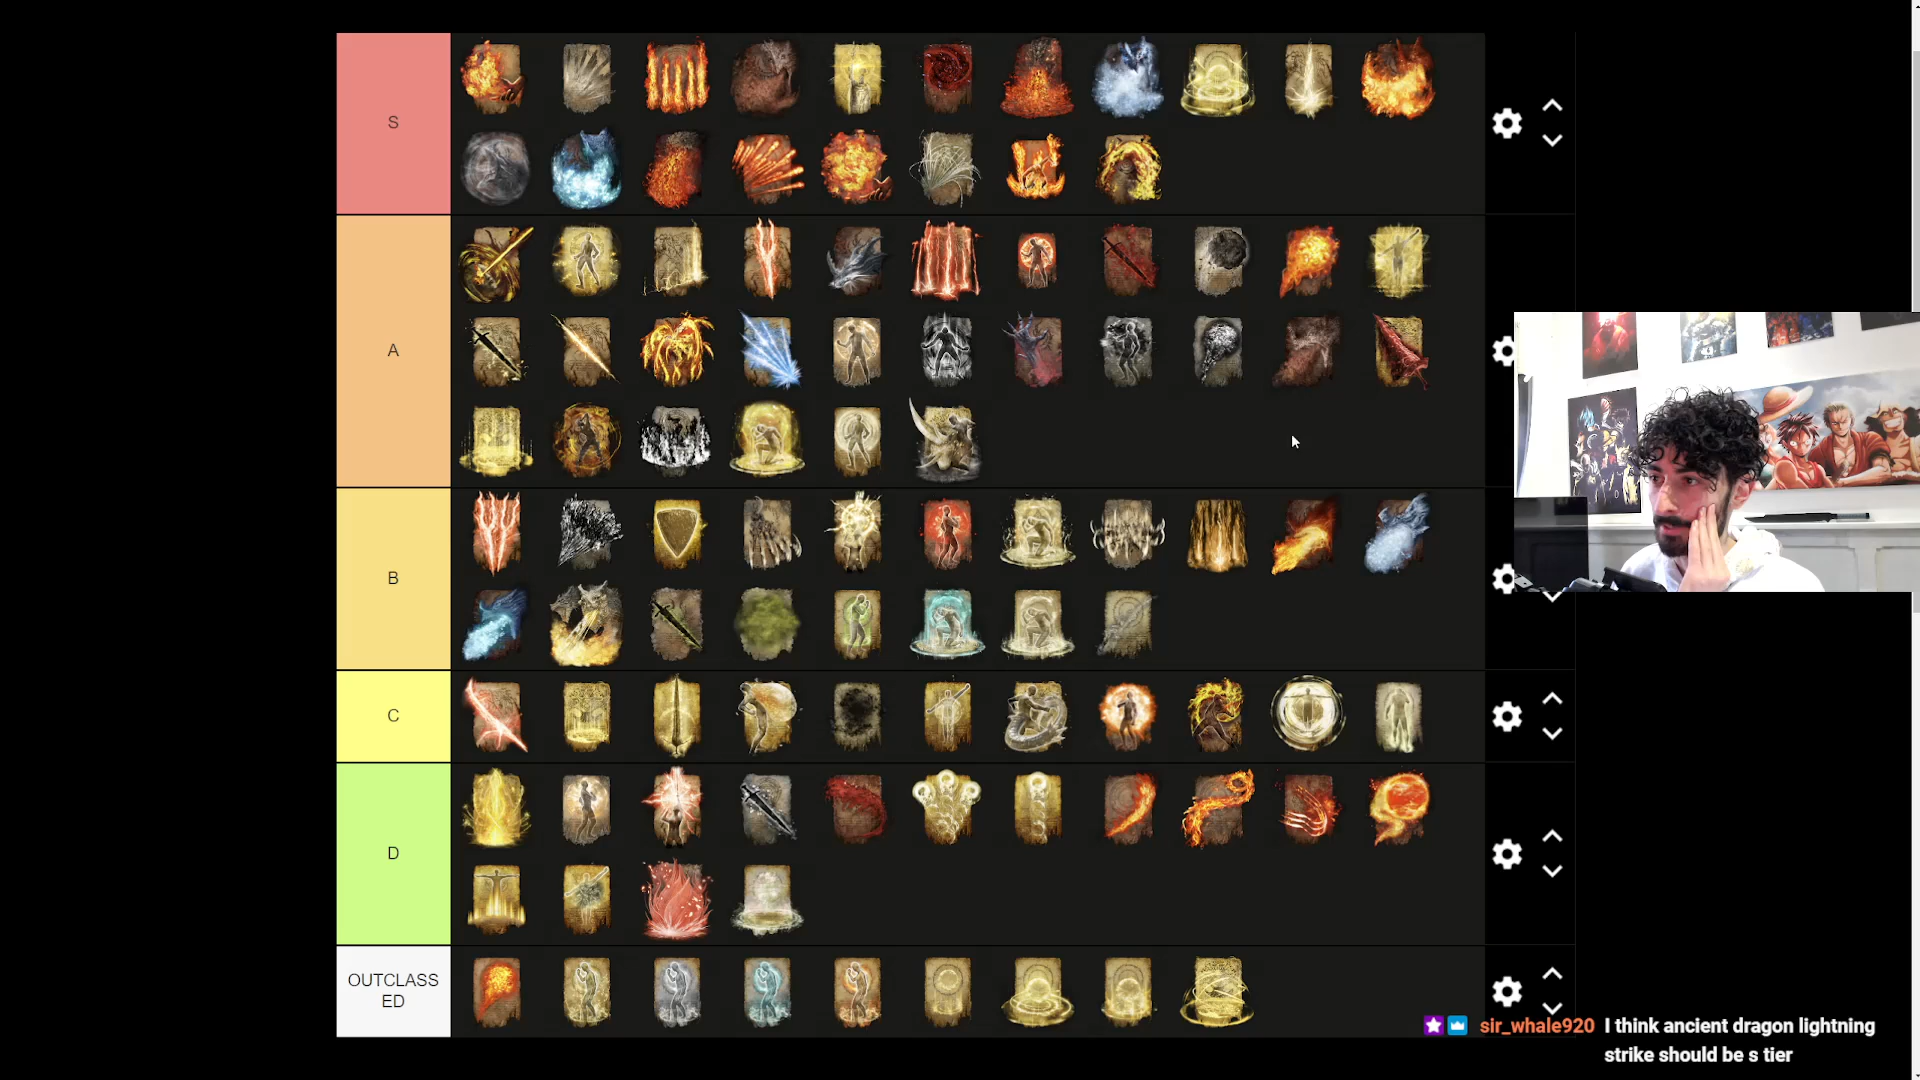 S
A
B
C
D
OUTCLASS
ED
sir_whale920 I think ancient dragon lightning
strike should be s tier